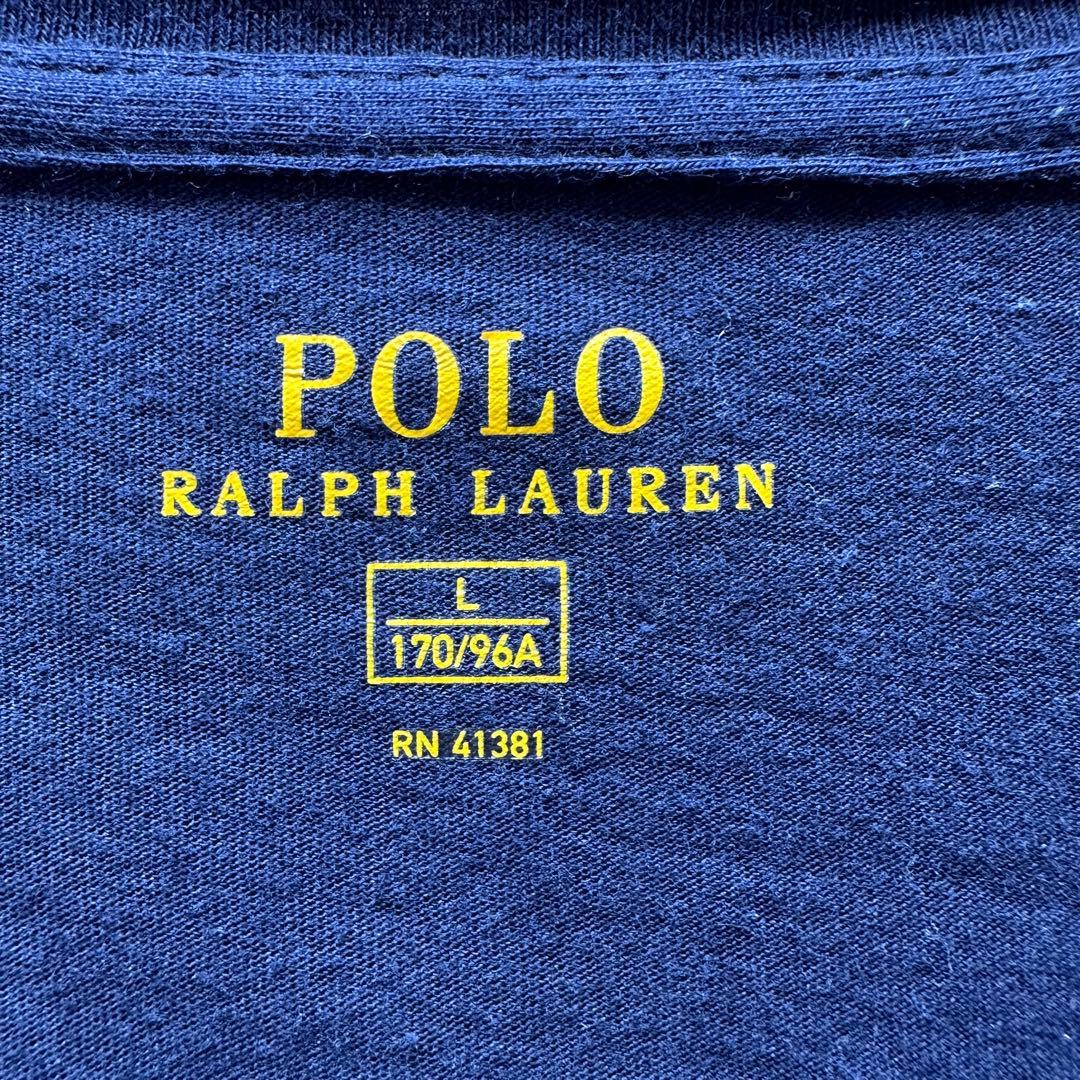 POLO
RALPH LAUREN
L
170/96A
RN 41381